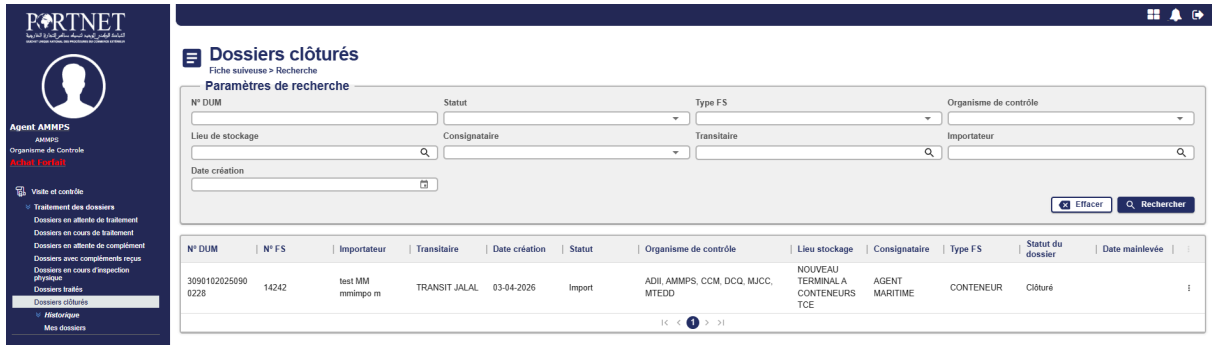 PORTNET
Agent AMMPS
AMMPS
Organisme de Controle
Achat Forfait
Visite et contrôle
Traitement des dossiers
Dossiers en attente de traitement
Dossiers en cours de traitement
Dossiers en attente de complément
Dossiers avec compléments reçus
Dossiers en cours d'inspection
physique
Dossiers traités
Dossiers clôturés
Historique
Mes dossiers
Dossiers clôturés
Fiche suiveuse > Recherche
Paramètres de recherche
N° DUM Statut Type FS Organisme de contrôle
Lieu de stockage Consignataire Transitaire Importateur
Date création
Effacer Rechercher
N° DUM N° FS Importateur Transitaire Date création Statut Organisme de contrôle Lieu stockage Consignataire Type FS Statut du dossier Date mainlevée
3090102025090
0228
14242
test MM
mmimpo m
TRANSIT JALAL
03-04-2026
Import
ADII, AMMPS, CCM, DCQ, MJCC,
MTEDD
NOUVEAU
TERMINAL A
CONTENEURS
TCE
AGENT
MARITIME
CONTENEUR
Clôturé
1